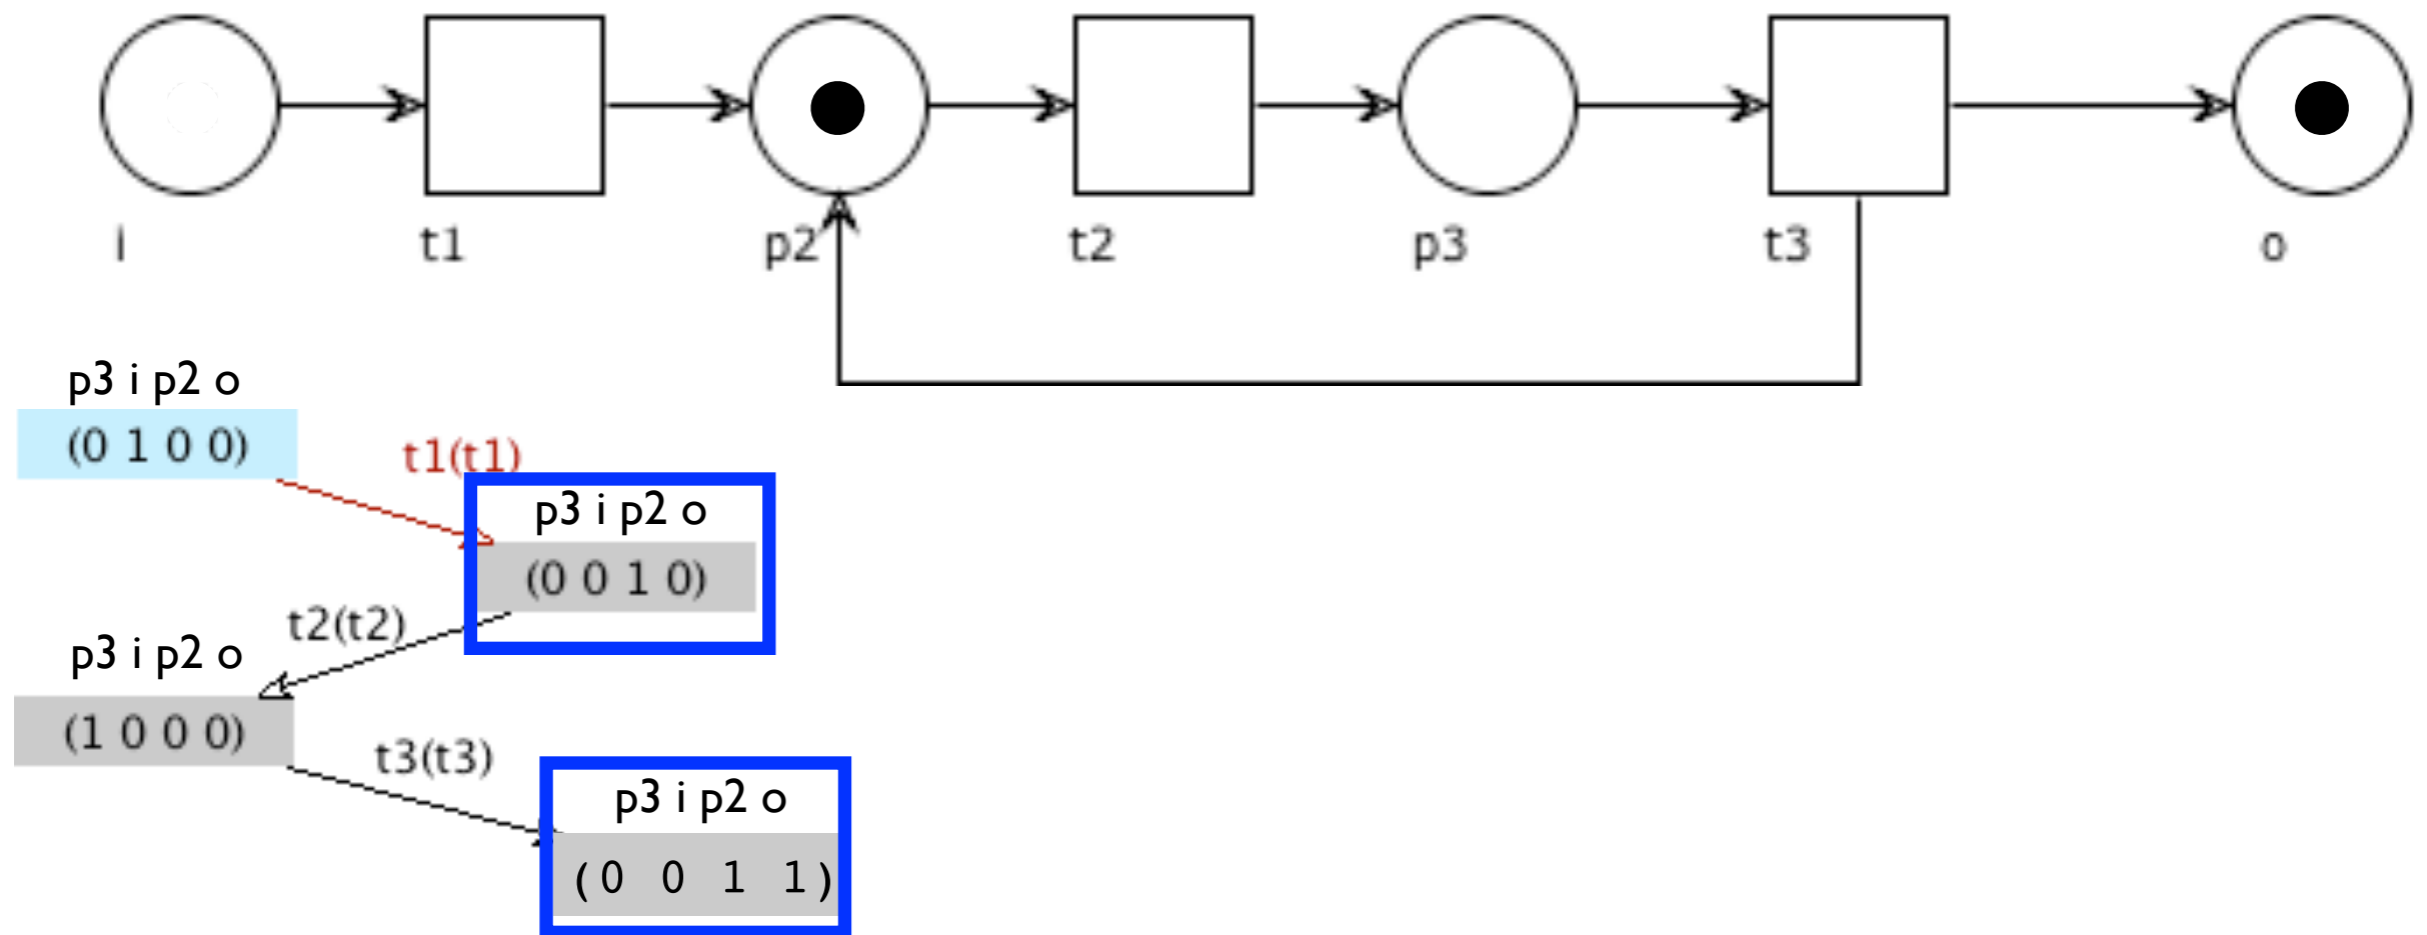 i t1 p2 t2 p3 t3 o
p3 i p2 o
(0 1 0 0)
t1(t1)
p3 i p2 o
(0 0 1 0)
t2(t2)
p3 i p2 o
(1 0 0 0)
t3(t3)
p3 i p2 o
(0 0 1 1)